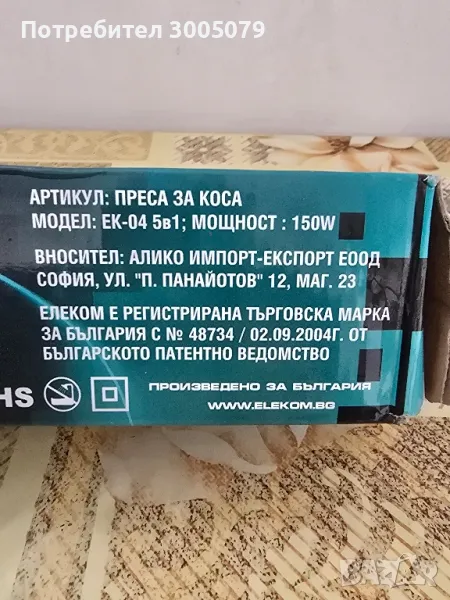 Потребител 3005079
АРТИКУЛ: ПРЕСА ЗА КОСА
МОДЕЛ: ЕК-04 5в1; МОЩНОСТ : 150W
ВНОСИТЕЛ: АЛИКО ИМПОРТ-ЕКСПОРТ ЕООД
СОФИЯ, УЛ. "П. ПАНАЙОТОВ" 12, МАГ. 23
ЕЛЕКОМ Е РЕГИСТРИРАНА ТЪРГОВСКА МАРКА
ЗА БЪЛГАРИЯ С № 48734 / 02.09.2004Г. ОТ
БЪЛГАРСКОТО ПАТЕНТНО ВЕДОМСТВО
ПРОИЗВЕДЕНО ЗА БЪЛГАРИЯ
WWW.ELEKOM.BG
HS
BAZAR